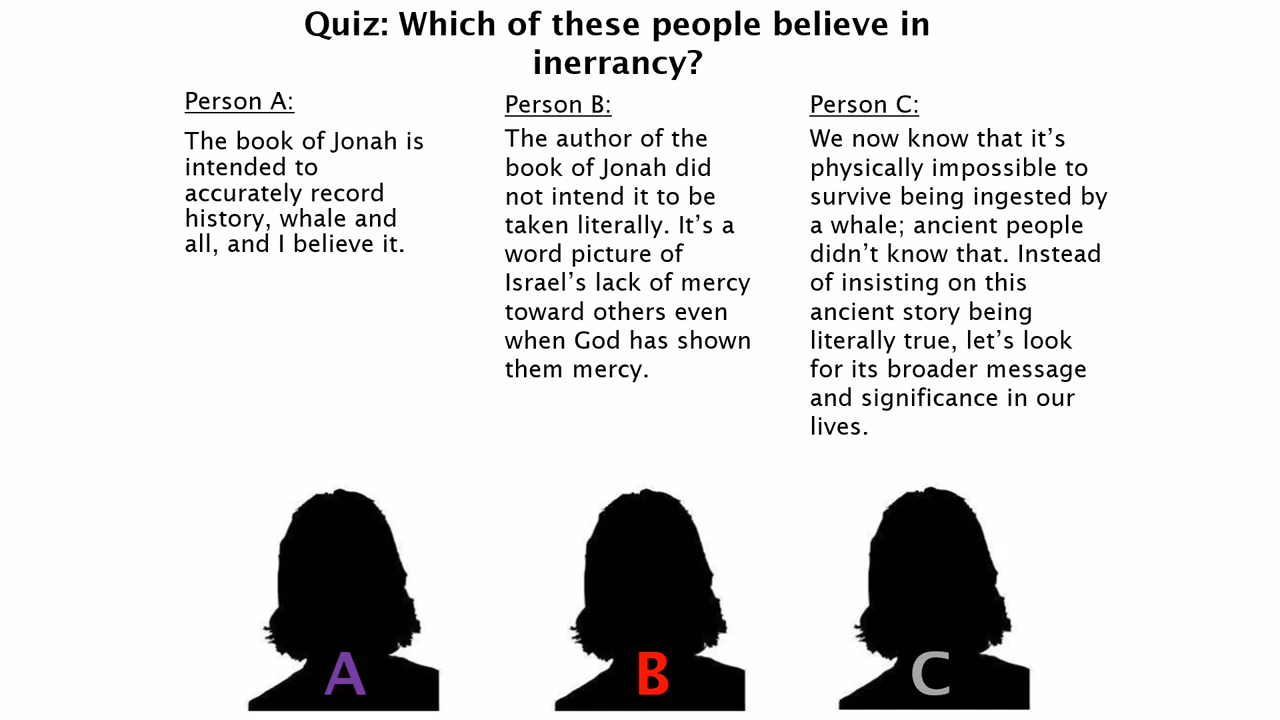 Quiz: Which of these people believe in
inerrancy?
Person A:
The book of Jonah is
intended to
accurately record
history, whale and
all, and I believe it.
Person B:
The author of the
book of Jonah did
not intend it to be
taken literally. It’s a
word picture of
Israel’s lack of mercy
toward others even
when God has shown
them mercy.
Person C:
We now know that it’s
physically impossible to
survive being ingested by
a whale; ancient people
didn’t know that. Instead
of insisting on this
ancient story being
literally true, let’s look
for its broader message
and significance in our
lives.
A
B
C